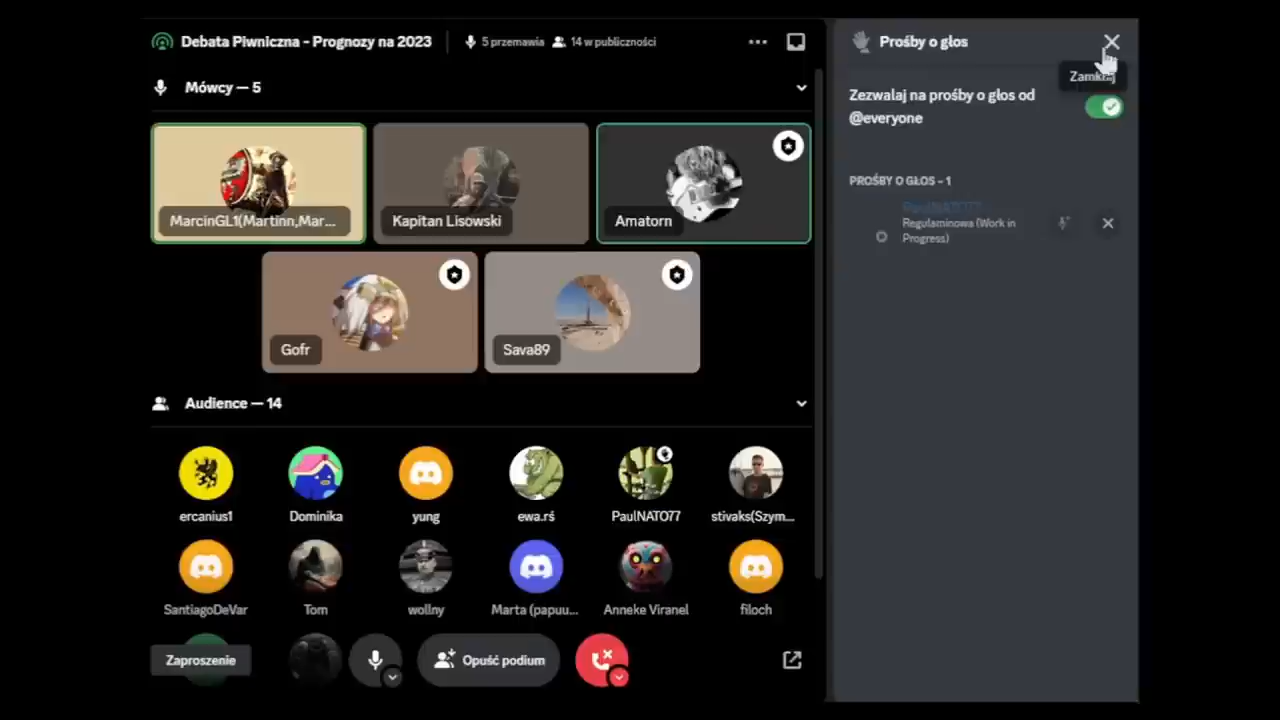 Debata Piwniczna - Prognozy na 2023
5 przemawia
14 w publiczności
Mówcy — 5
MarcinGL1(Martinn,Mar...
Kapitan Lisowski
Amatorn
Gofr
Sava89
Audience — 14
ercanius1
Dominika
yung
ewa.rś
PaulNATO77
stivaks(Szym...
SantiagoDeVar
Tom
wollny
Marta (papuu...
Anneke Viranel
filoch
Zaproszenie
Opuść podium
Prośby o głos
Zamknij
Zezwalaj na prośby o głos od
@everyone
PROŚBY O GŁOS – 1
PaulNATO77
Regulaminowa (Work in
Progress)